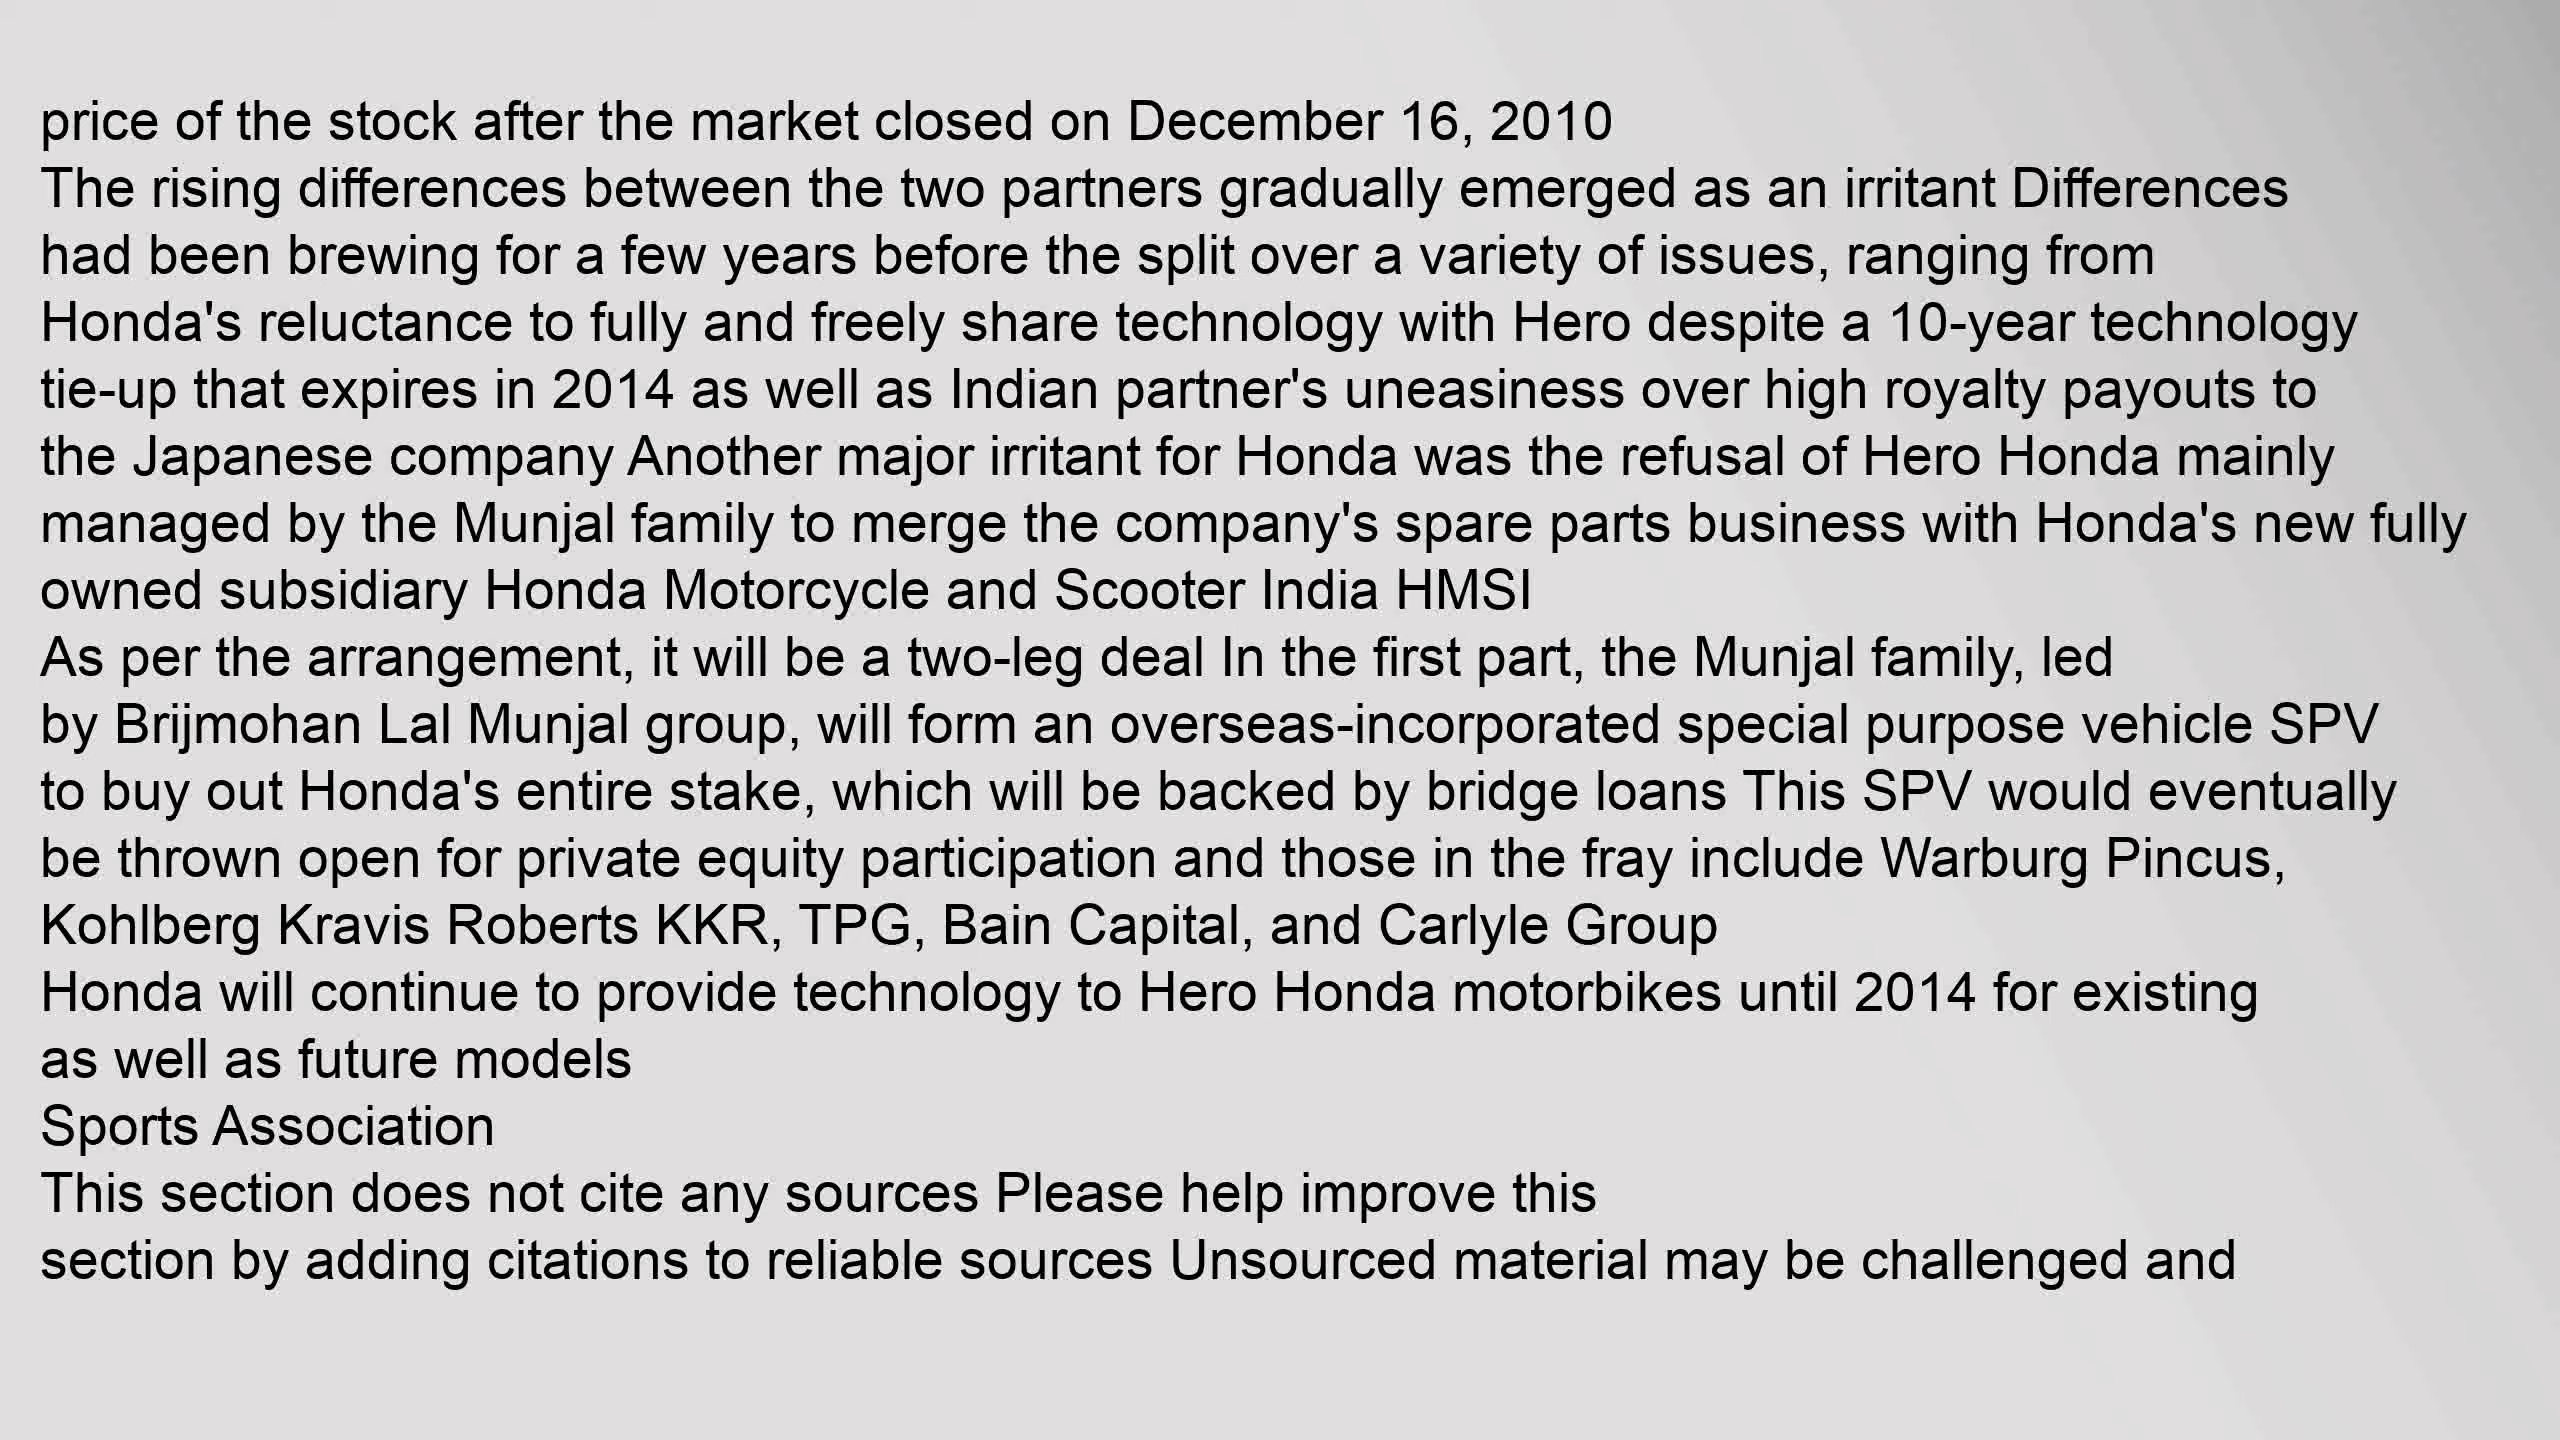 price of the stock after the market closed on December 16, 2010
The rising differences between the two partners gradually emerged as an irritant Differences
had been brewing for a few years before the split over a variety of issues, ranging from
Honda's reluctance to fully and freely share technology with Hero despite a 10-year technology
tie-up that expires in 2014 as well as Indian partner's uneasiness over high royalty payouts to
the Japanese company Another major irritant for Honda was the refusal of Hero Honda mainly
managed by the Munjal family to merge the company's spare parts business with Honda's new fully
owned subsidiary Honda Motorcycle and Scooter India HMSI
As per the arrangement, it will be a two-leg deal In the first part, the Munjal family, led
by Brijmohan Lal Munjal group, will form an overseas-incorporated special purpose vehicle SPV
to buy out Honda's entire stake, which will be backed by bridge loans This SPV would eventually
be thrown open for private equity participation and those in the fray include Warburg Pincus,
Kohlberg Kravis Roberts KKR, TPG, Bain Capital, and Carlyle Group
Honda will continue to provide technology to Hero Honda motorbikes until 2014 for existing
as well as future models
Sports Association
This section does not cite any sources Please help improve this
section by adding citations to reliable sources Unsourced material may be challenged and